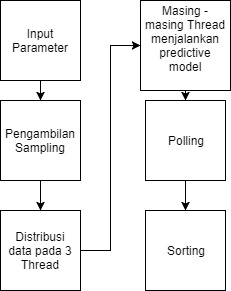 Input
Parameter
Pengambilan
Sampling
Distribusi
data pada 3
Thread
Masing -
masing Thread
menjalankan
predictive
model
Polling
Sorting